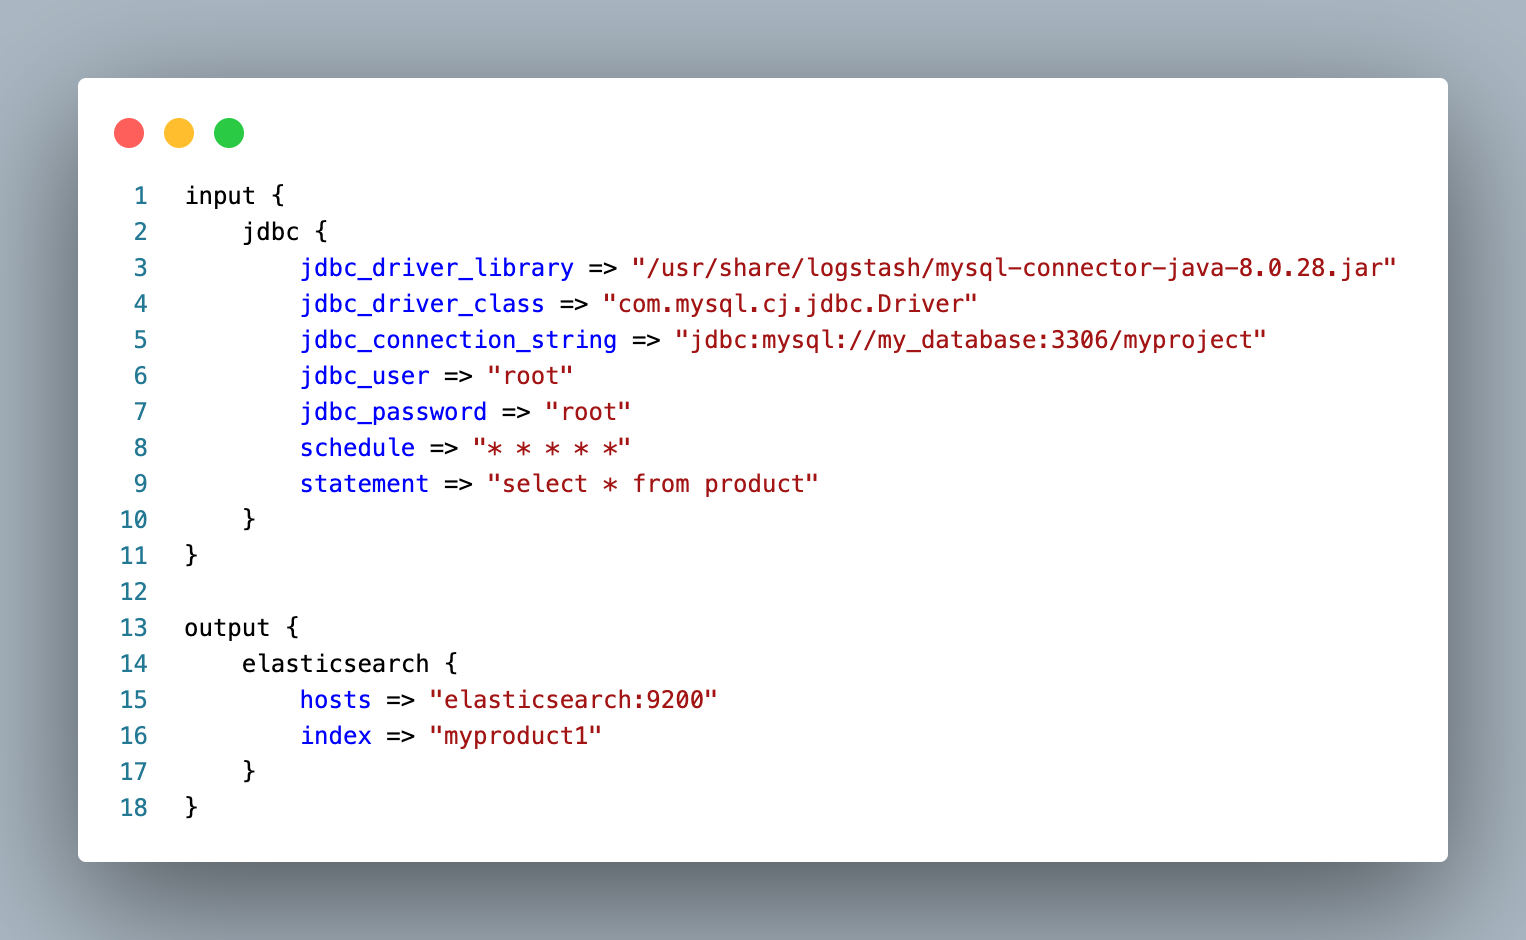 1 input {
2     jdbc {
3         jdbc_driver_library => "/usr/share/logstash/mysql-connector-java-8.0.28.jar"
4         jdbc_driver_class => "com.mysql.cj.jdbc.Driver"
5         jdbc_connection_string => "jdbc:mysql://my_database:3306/myproject"
6         jdbc_user => "root"
7         jdbc_password => "root"
8         schedule => "* * * * *"
9         statement => "select * from product"
10     }
11 }
12
13 output {
14     elasticsearch {
15         hosts => "elasticsearch:9200"
16         index => "myproduct1"
17     }
18 }